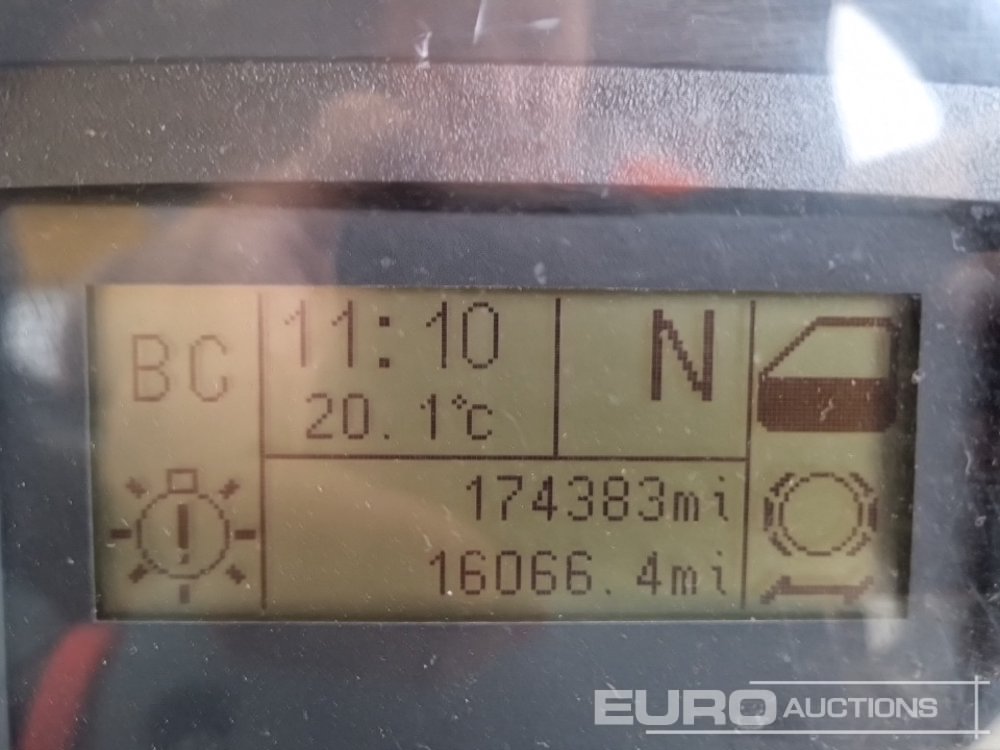 BC
11:10
N
20.1°C
174383mi
16066.4mi
EURO AUCTIONS